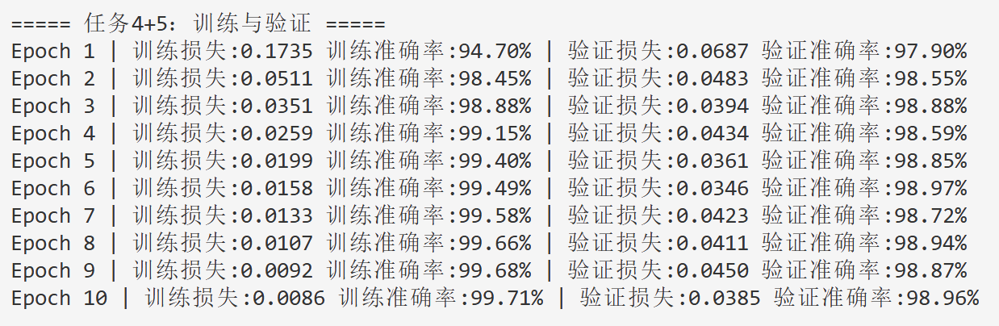 ===== 任务4+5：训练与验证 =====
Epoch 1 | 训练损失:0.1735 训练准确率:94.70% | 验证损失:0.0687 验证准确率:97.90%
Epoch 2 | 训练损失:0.0511 训练准确率:98.45% | 验证损失:0.0483 验证准确率:98.55%
Epoch 3 | 训练损失:0.0351 训练准确率:98.88% | 验证损失:0.0394 验证准确率:98.88%
Epoch 4 | 训练损失:0.0259 训练准确率:99.15% | 验证损失:0.0434 验证准确率:98.59%
Epoch 5 | 训练损失:0.0199 训练准确率:99.40% | 验证损失:0.0361 验证准确率:98.85%
Epoch 6 | 训练损失:0.0158 训练准确率:99.49% | 验证损失:0.0346 验证准确率:98.97%
Epoch 7 | 训练损失:0.0133 训练准确率:99.58% | 验证损失:0.0423 验证准确率:98.72%
Epoch 8 | 训练损失:0.0107 训练准确率:99.66% | 验证损失:0.0411 验证准确率:98.94%
Epoch 9 | 训练损失:0.0092 训练准确率:99.68% | 验证损失:0.0450 验证准确率:98.87%
Epoch 10 | 训练损失:0.0086 训练准确率:99.71% | 验证损失:0.0385 验证准确率:98.96%